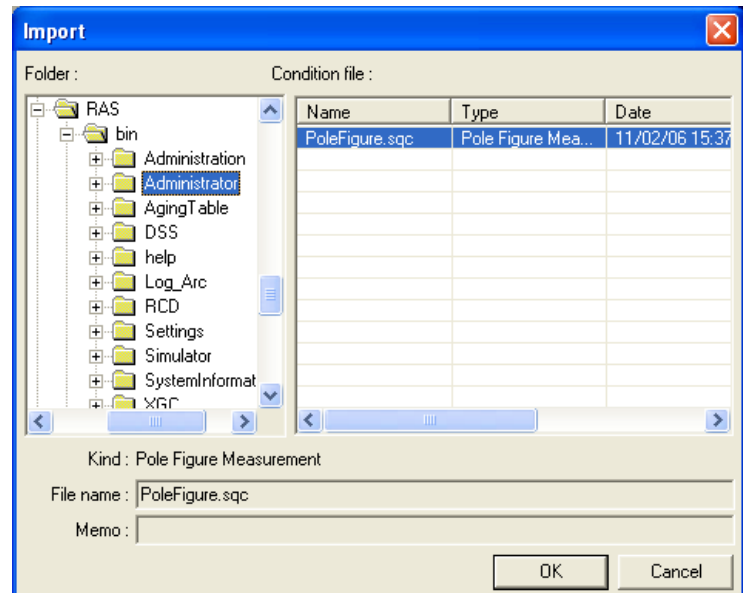 Import
Folder :
Condition file :
RAS
bin
Administration
Administrator
AgingTable
DSS
help
Log_Arc
RCD
Settings
Simulator
SystemInformat
XGC
Name Type Date
PoleFigure.sqc Pole Figure Mea... 11/02/06 15:37
Kind : Pole Figure Measurement
File name : PoleFigure.sqc
Memo :
OK Cancel